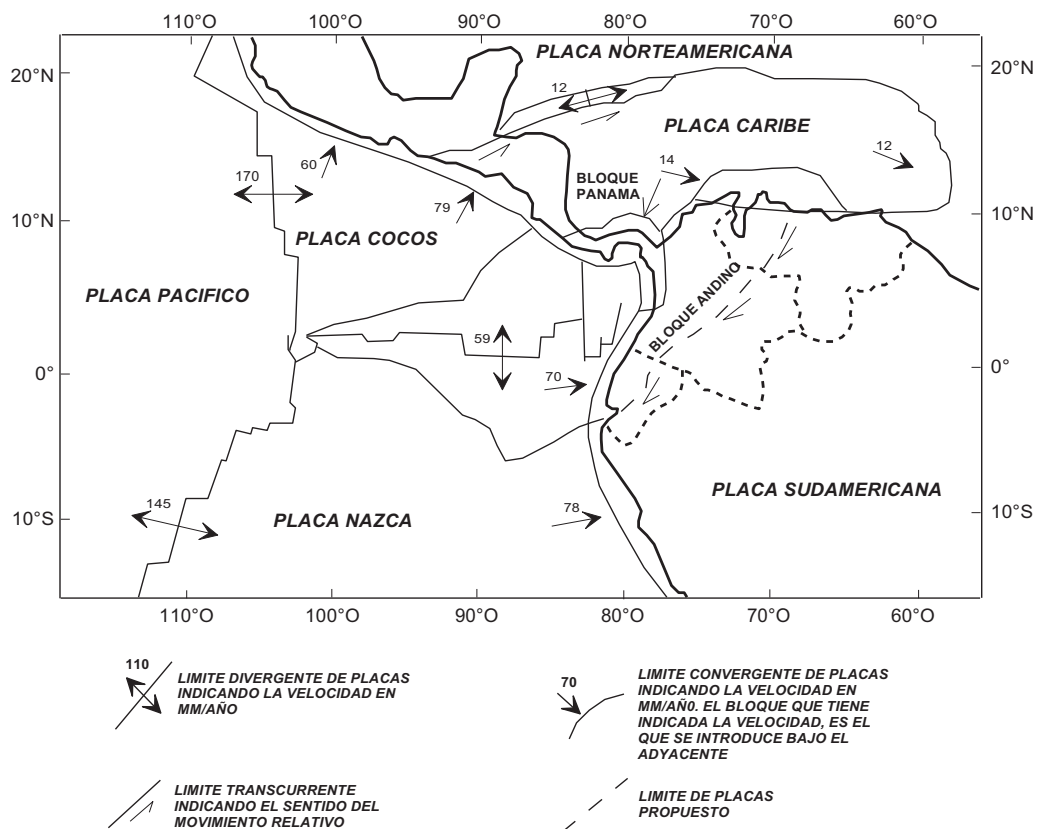 110°O 100°O 90°O 80°O 70°O 60°O
PLACA NORTEAMERICANA
20°N 20°N
12
PLACA CARIBE
12
60
14
170
BLOQUE
PANAMA
79
10°N 10°N
PLACA COCOS
BLOQUE ANDINO
PLACA PACIFICO
59
0° 0°
70
PLACA SUDAMERICANA
145
78
10°S 10°S
PLACA NAZCA
110°O 100°O 90°O 80°O 70°O 60°O
110
LIMITE DIVERGENTE DE PLACAS
INDICANDO LA VELOCIDAD EN
MM/AÑO
70
LIMITE CONVERGENTE DE PLACAS
INDICANDO LA VELOCIDAD EN
MM/AÑ0. EL BLOQUE QUE TIENE
INDICADA LA VELOCIDAD, ES EL
QUE SE INTRODUCE BAJO EL
ADYACENTE
LIMITE TRANSCURRENTE
INDICANDO EL SENTIDO DEL
MOVIMIENTO RELATIVO
LIMITE DE PLACAS
PROPUESTO